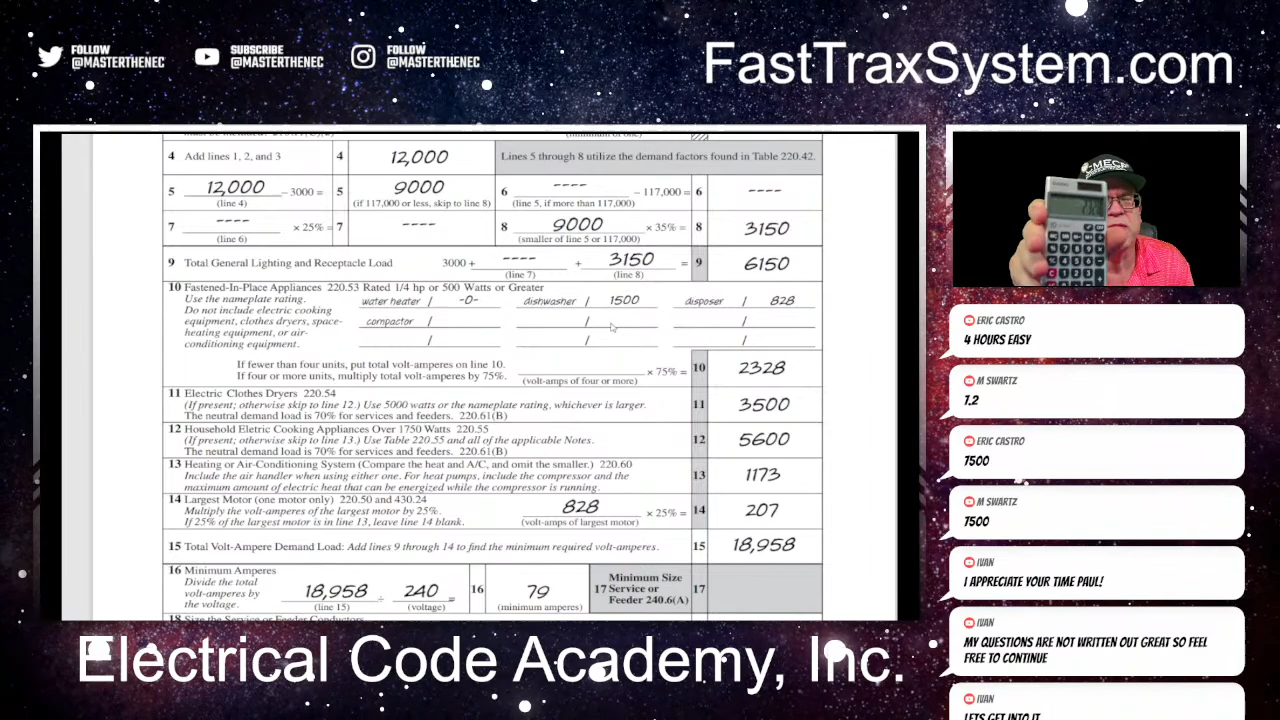 FOLLOW
@MASTERTHENEC
SUBSCRIBE
@MASTERTHENEC
FOLLOW
@MASTERTHENEC
FastTraxSystem.com
4 Add lines 1, 2, and 3 4 12,000 Lines 5 through 8 utilize the demand factors found in Table 220.42.
5 12,000 – 3000 = 5 9000 6 ---- – 117,000 = 6 ----
(line 4) (if 117,000 or less, skip to line 8) (line 5, if more than 117,000)
7 ---- × 25% = 7 ---- 8 9000 × 35% = 8 3150
(line 6) (smaller of line 5 or 117,000)
9 Total General Lighting and Receptacle Load 3000 + ---- + 3150 = 9 6150
(line 7) (line 8)
10 Fastened-In-Place Appliances 220.53 Rated 1/4 hp or 500 Watts or Greater
Use the nameplate rating. water heater / -0- dishwasher / 1500 disposer / 828
Do not include electric cooking
equipment, clothes dryers, space- compactor / / /
heating equipment, or air-
conditioning equipment. / / /
If fewer than four units, put total volt-amperes on line 10.
If four or more units, multiply total volt-amperes by 75%. × 75% = 10 2328
(volt-amps of four or more)
11 Electric Clothes Dryers 220.54
(If present; otherwise skip to line 12.) Use 5000 watts or the nameplate rating, whichever is larger. 11 3500
The neutral demand load is 70% for services and feeders. 220.61(B)
12 Household Eletric Cooking Appliances Over 1750 Watts 220.55
(If present; otherwise skip to line 13.) Use Table 220.55 and all of the applicable Notes. 12 5600
The neutral demand load is 70% for services and feeders. 220.61(B)
13 Heating or Air-Conditioning System (Compare the heat and A/C, and omit the smaller.) 220.60
Include the air handler when using either one. For heat pumps, include the compressor and the 13 1173
maximum amount of electric heat that can be energized while the compressor is running.
14 Largest Motor (one motor only) 220.50 and 430.24
Multiply the volt-amperes of the largest motor by 25%. 828 × 25% = 14 207
If 25% of the largest motor is in line 13, leave line 14 blank. (volt-amps of largest motor)
15 Total Volt-Ampere Demand Load: Add lines 9 through 14 to find the minimum required volt-amperes. 15 18,958
16 Minimum Amperes
Divide the total
volt-amperes by
the voltage. 18,958 ÷ 240 = 16 79
(line 15) (voltage) (minimum amperes)
Minimum Size
17 Service or 17
Feeder 240.6(A)
18 Size the Service or Feeder Conductors
ERIC CASTRO
4 HOURS EASY
M SWARTZ
7.2
ERIC CASTRO
7500
M SWARTZ
7500
IVAN
I APPRECIATE YOUR TIME PAUL!
IVAN
MY QUESTIONS ARE NOT WRITTEN OUT GREAT SO FEEL
FREE TO CONTINUE
IVAN
LETS GET INTO IT
Electrical Code Academy, Inc.